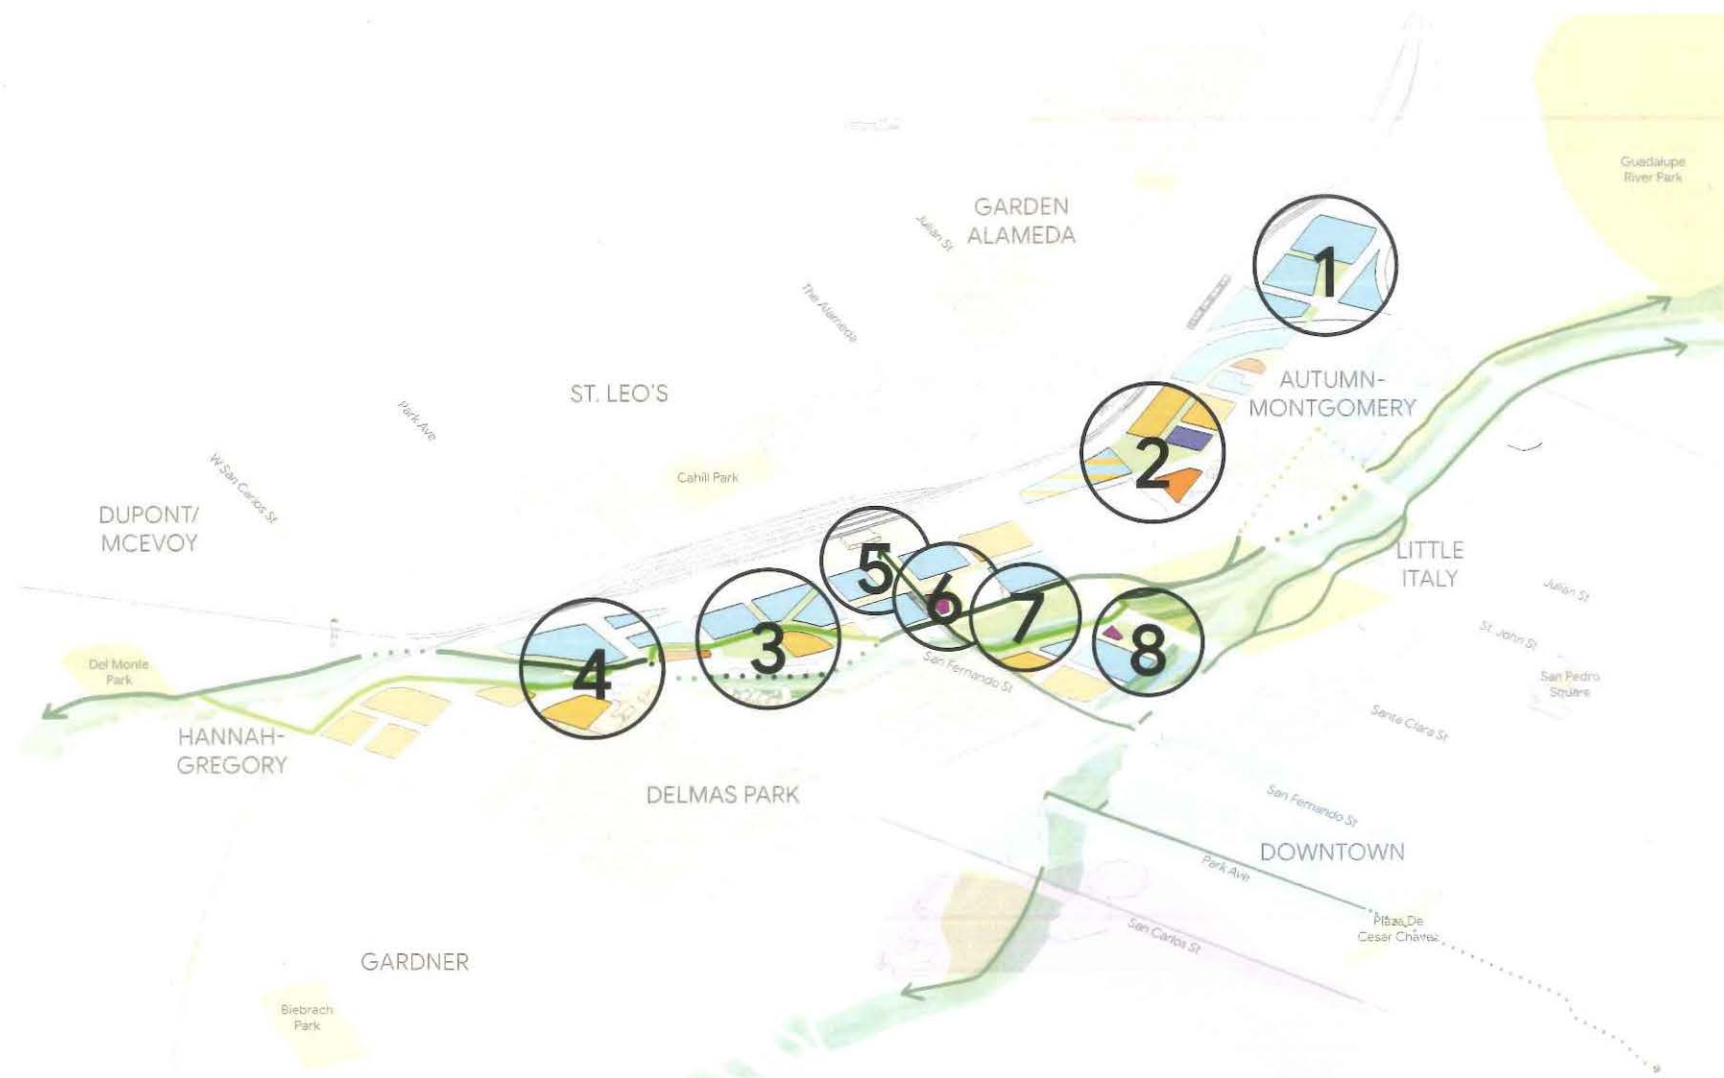 Guadalupe
River Park
GARDEN
ALAMEDA
Julian St
1
The Alameda
AUTUMN-
MONTGOMERY
ST. LEO'S
Park Ave
2
W San Carlos St
Cahill Park
DUPONT/
MCEVOY
5
6
7
8
LITTLE
ITALY
Julian St
St. John St
3
4
San Fernando St
Del Monte
Park
San Pedro
Square
Santa Clara St
HANNAH-
GREGORY
DELMAS PARK
San Fernando St
DOWNTOWN
Park Ave
Plaza De
Cesar Chavez
San Carlos St
GARDNER
Biebrach
Park